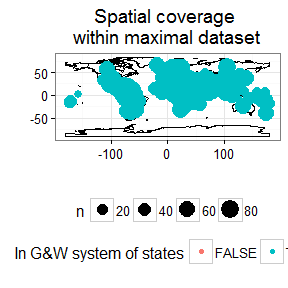 Spatial coverage
within maximal dataset
50
0
-50
-100 0 100
n 20 40 60 80
In G&W system of states FALSE